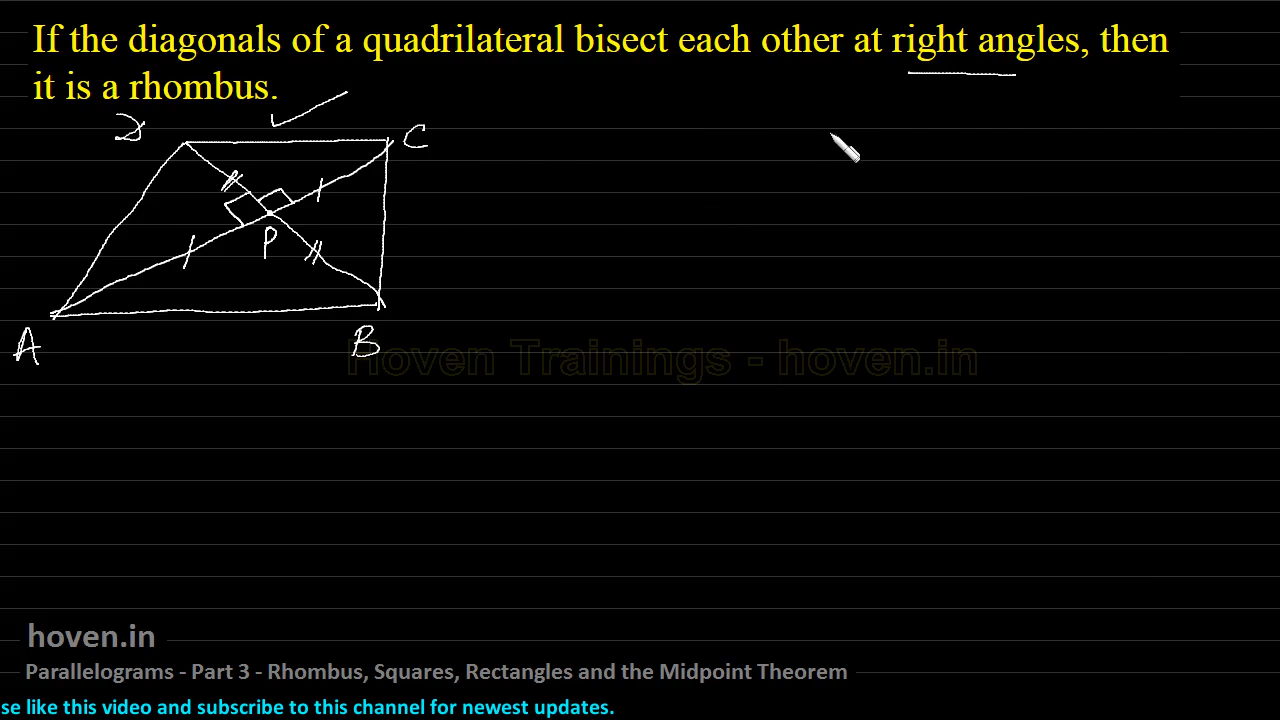 If the diagonals of a quadrilateral bisect each other at right angles, then
it is a rhombus.
D
C
P
A
B
Hoven Trainings - hoven.in
hoven.in
Parallelograms - Part 3 - Rhombus, Squares, Rectangles and the Midpoint Theorem
se like this video and subscribe to this channel for newest updates.